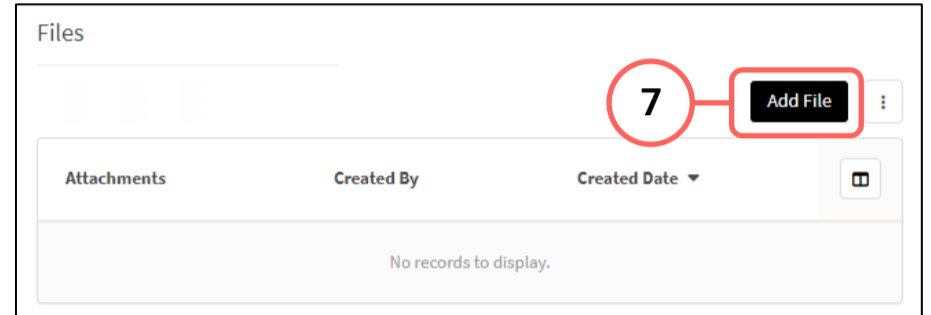 Files
7
Add File
Attachments Created By Created Date
No records to display.